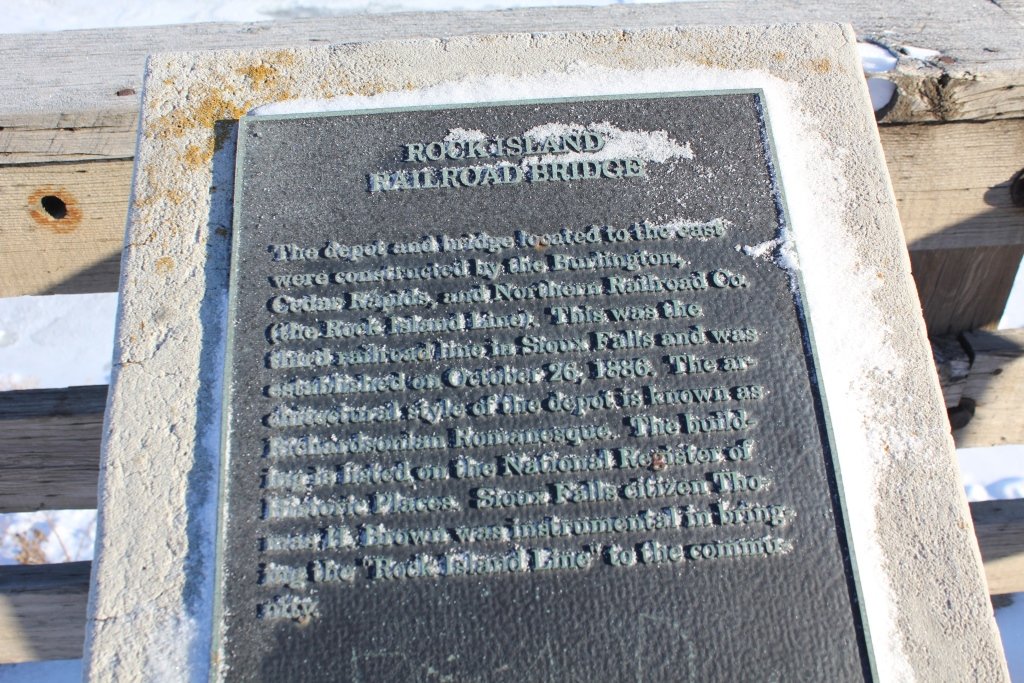 ROCK ISLAND
RAILROAD BRIDGE
The depot and bridge located to the east
were constructed by the Burlington,
Cedar Rapids, and Northern Railroad Co.
(the Rock Island Line). This was the
third railroad line in Sioux Falls and was
established on October 26, 1886. The ar-
chitectural style of the depot is known as
Richardsonian Romanesque. The build-
ing is listed on the National Register of
Historic Places. Sioux Falls citizen Tho-
mas H. Brown was instrumental in bring-
ing the "Rock Island Line" to the commu-
nity.